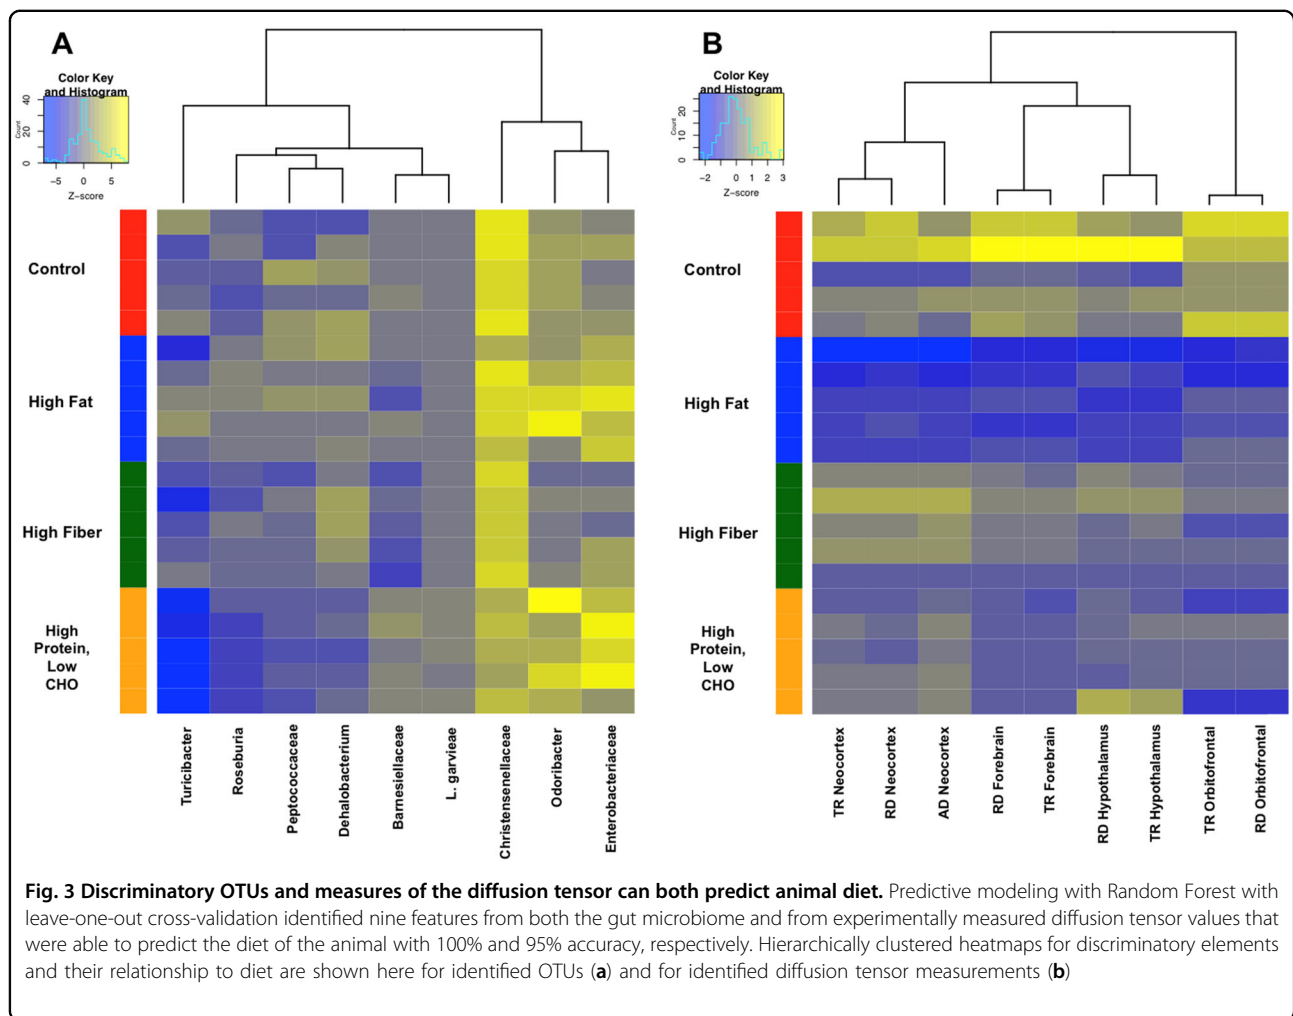 A
Color Key
and Histogram
Count
0 20 40
−5 0 5
Z−score
Control
High Fat
High Fiber
High
Protein,
Low
CHO
Turicibacter
Roseburia
Peptococcaceae
Dehalobacterium
Barnesiellaceae
L. garvieae
Christensenellaceae
Odoribacter
Enterobacteriaceae
B
Color Key
and Histogram
Count
0 10 20
−2 0 1 2 3
Z−score
Control
High Fat
High Fiber
High
Protein,
Low
CHO
TR Neocortex
RD Neocortex
AD Neocortex
RD Forebrain
TR Forebrain
RD Hypothalamus
TR Hypothalamus
TR Orbitofrontal
RD Orbitofrontal
Fig. 3 Discriminatory OTUs and measures of the diffusion tensor can both predict animal diet. Predictive modeling with Random Forest with
leave-one-out cross-validation identified nine features from both the gut microbiome and from experimentally measured diffusion tensor values that
were able to predict the diet of the animal with 100% and 95% accuracy, respectively. Hierarchically clustered heatmaps for discriminatory elements
and their relationship to diet are shown here for identified OTUs (a) and for identified diffusion tensor measurements (b)